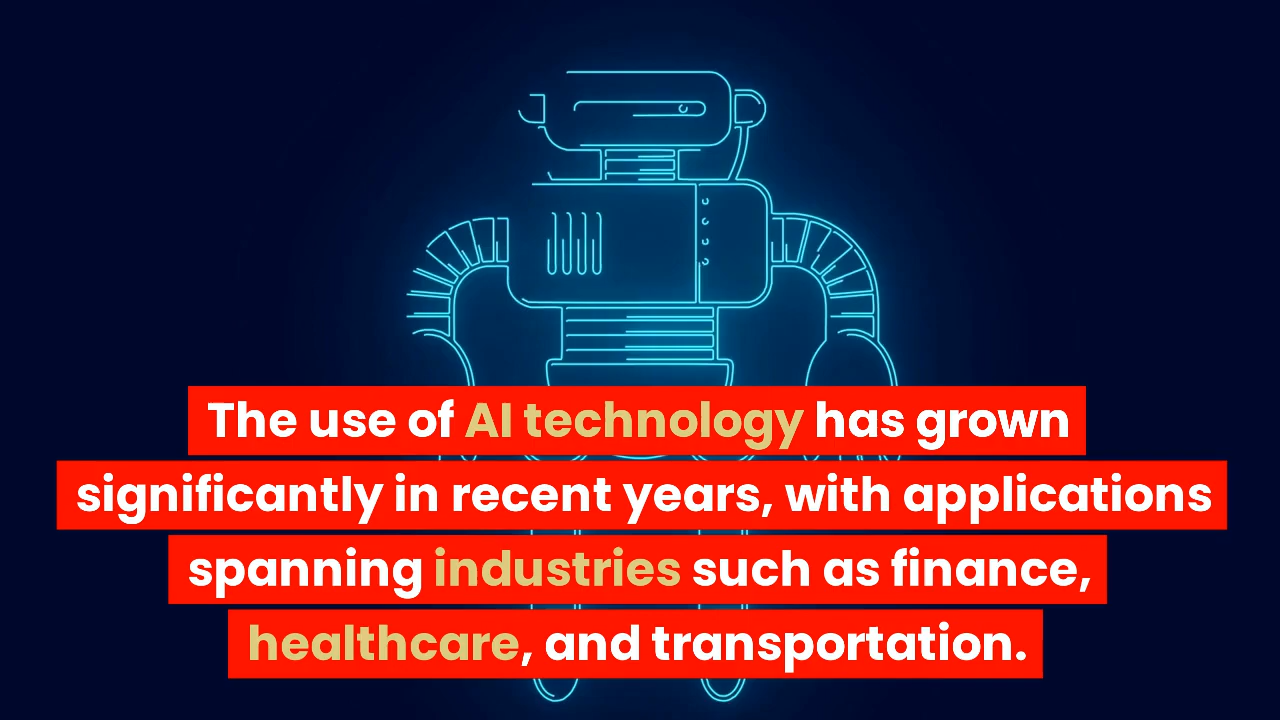 The use of AI technology has grown
significantly in recent years, with applications
spanning industries such as finance,
healthcare, and transportation.